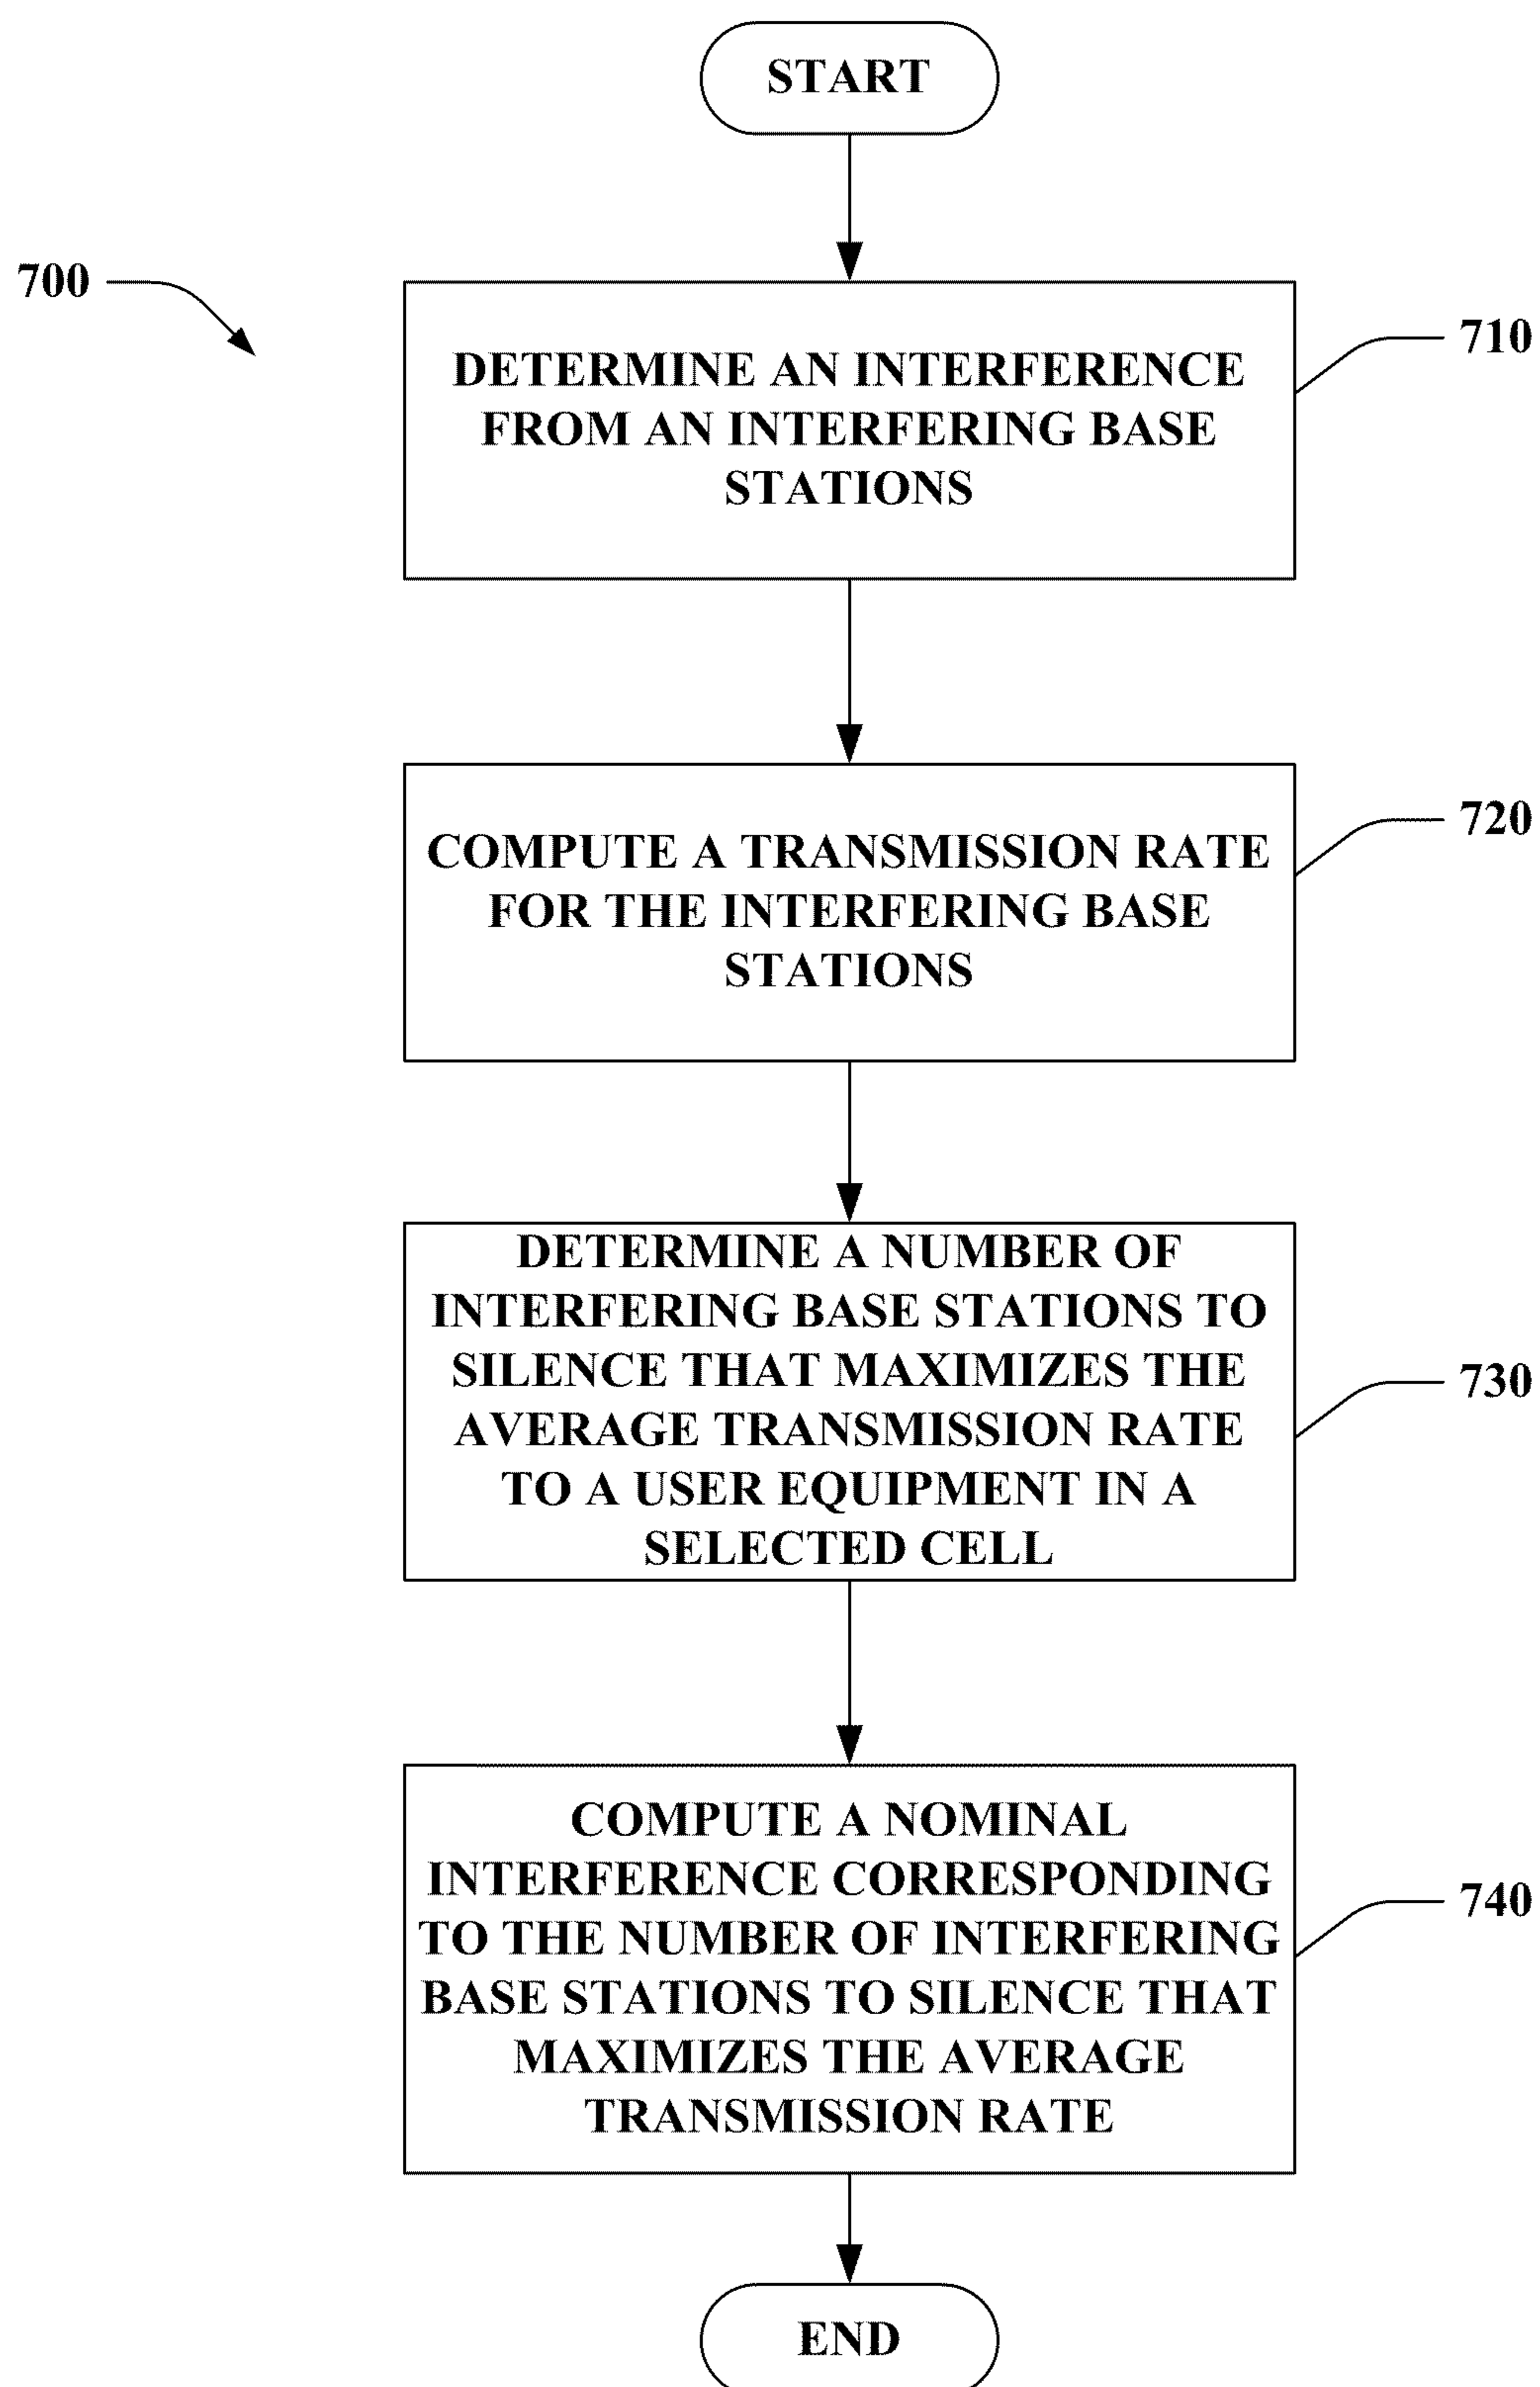 START
700
DETERMINE AN INTERFERENCE
FROM AN INTERFERING BASE
STATIONS
710
COMPUTE A TRANSMISSION RATE
FOR THE INTERFERING BASE
STATIONS
720
DETERMINE A NUMBER OF
INTERFERING BASE STATIONS TO
SILENCE THAT MAXIMIZES THE
AVERAGE TRANSMISSION RATE
TO A USER EQUIPMENT IN A
SELECTED CELL
730
COMPUTE A NOMINAL
INTERFERENCE CORRESPONDING
TO THE NUMBER OF INTERFERING
BASE STATIONS TO SILENCE THAT
MAXIMIZES THE AVERAGE
TRANSMISSION RATE
740
END